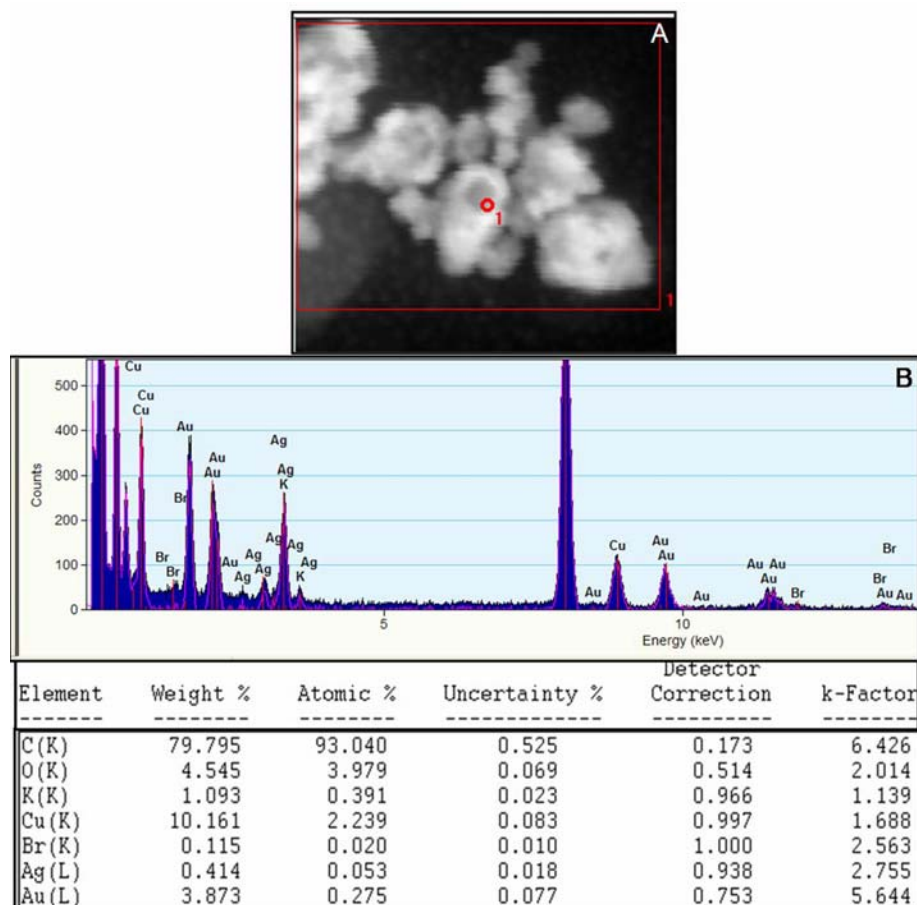 A
1
1
B
500
400
300
200
100
0
Counts
Cu
Cu
Cu
Au
Br
Br
Br
Au
Au
Au
Ag
Ag
Ag
Ag
Ag
K
Ag
Ag
Ag
K
Au
Cu
Au
Au
Au
Au
Au
Au
Br
Br
Br
Au
Au
5
10
Energy (keV)
Element Weight % Atomic % Uncertainty % Detector Correction k-Factor
------- -------- -------- ------------- ---------- --------
C(K) 79.795 93.040 0.525 0.173 6.426
O(K) 4.545 3.979 0.069 0.514 2.014
K(K) 1.093 0.391 0.023 0.966 1.139
Cu(K) 10.161 2.239 0.083 0.997 1.688
Br(K) 0.115 0.020 0.010 1.000 2.563
Ag(L) 0.414 0.053 0.018 0.938 2.755
Au(L) 3.873 0.275 0.077 0.753 5.644